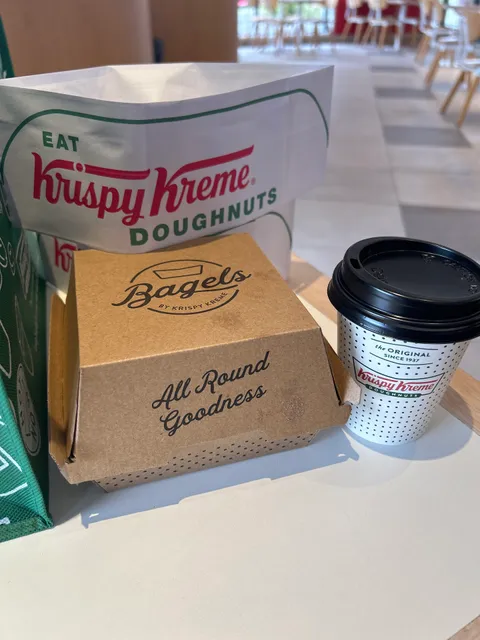 EAT
Krispy Kreme®
DOUGHNUTS
Bagels
BY KRISPY KREME
All Round
Goodness
the ORIGINAL
SINCE 1937
Krispy Kreme
DOUGHNUTS